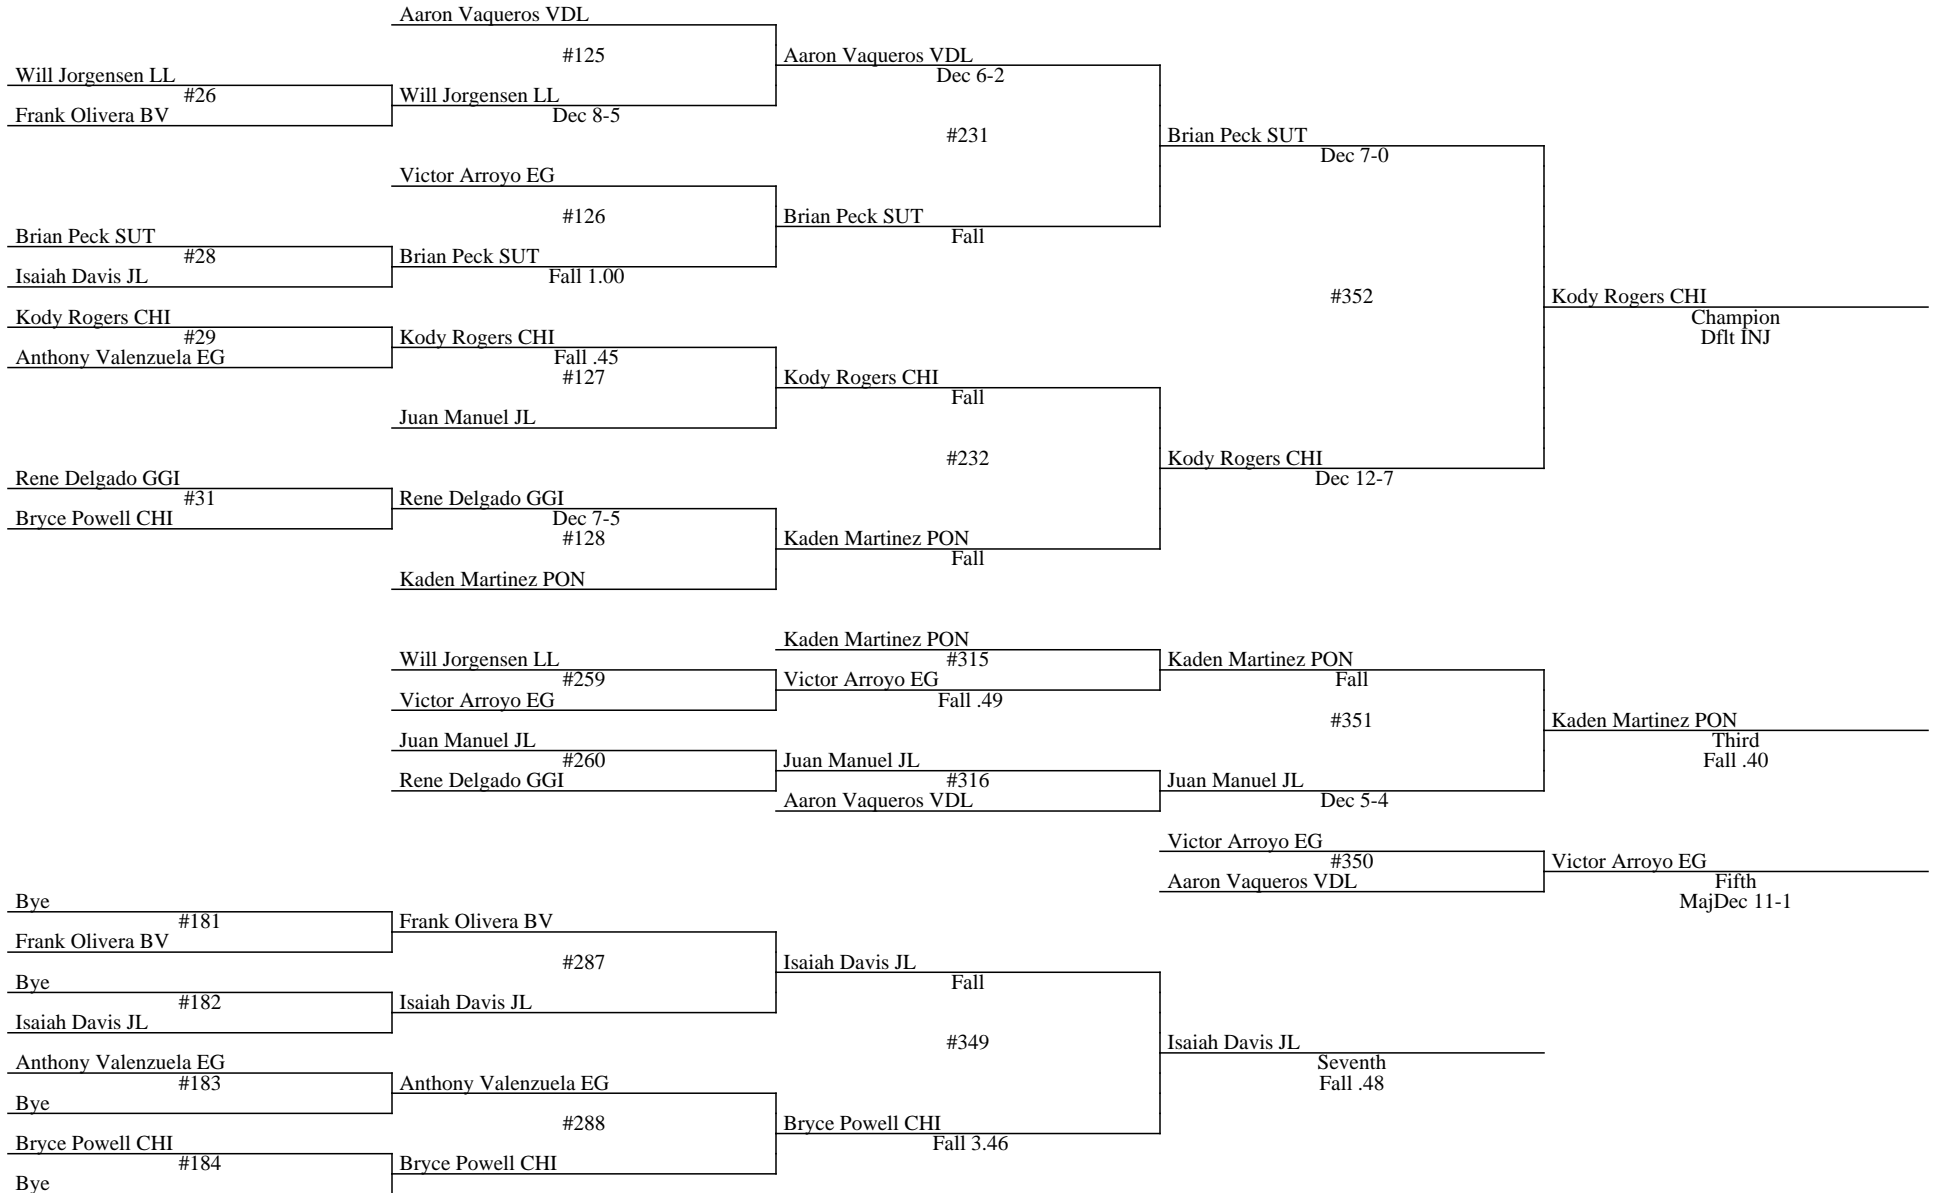 Aaron Vaqueros VDL
#125
Aaron Vaqueros VDL
Dec 6-2
Will Jorgensen LL
#26
Will Jorgensen LL
Dec 8-5
Frank Olivera BV
#231
Brian Peck SUT
Dec 7-0
Victor Arroyo EG
#126
Brian Peck SUT
Fall
Brian Peck SUT
#28
Brian Peck SUT
Fall 1.00
Isaiah Davis JL
#352
Kody Rogers CHI
Champion
Dflt INJ
Kody Rogers CHI
#29
Kody Rogers CHI
Fall .45
Anthony Valenzuela EG
#127
Kody Rogers CHI
Fall
Juan Manuel JL
#232
Kody Rogers CHI
Dec 12-7
Rene Delgado GGI
#31
Rene Delgado GGI
Dec 7-5
Bryce Powell CHI
#128
Kaden Martinez PON
Fall
Kaden Martinez PON
Kaden Martinez PON
#315
Kaden Martinez PON
Fall
Will Jorgensen LL
#259
Victor Arroyo EG
Fall .49
Victor Arroyo EG
#351
Kaden Martinez PON
Third
Fall .40
Juan Manuel JL
#260
Juan Manuel JL
#316
Juan Manuel JL
Dec 5-4
Rene Delgado GGI
Aaron Vaqueros VDL
Victor Arroyo EG
#350
Victor Arroyo EG
Fifth
MajDec 11-1
Aaron Vaqueros VDL
Bye
#181
Frank Olivera BV
Frank Olivera BV
#287
Isaiah Davis JL
Fall
Bye
#182
Isaiah Davis JL
Isaiah Davis JL
#349
Isaiah Davis JL
Seventh
Fall .48
Anthony Valenzuela EG
#183
Anthony Valenzuela EG
Bye
#288
Bryce Powell CHI
Fall 3.46
Bryce Powell CHI
#184
Bryce Powell CHI
Bye